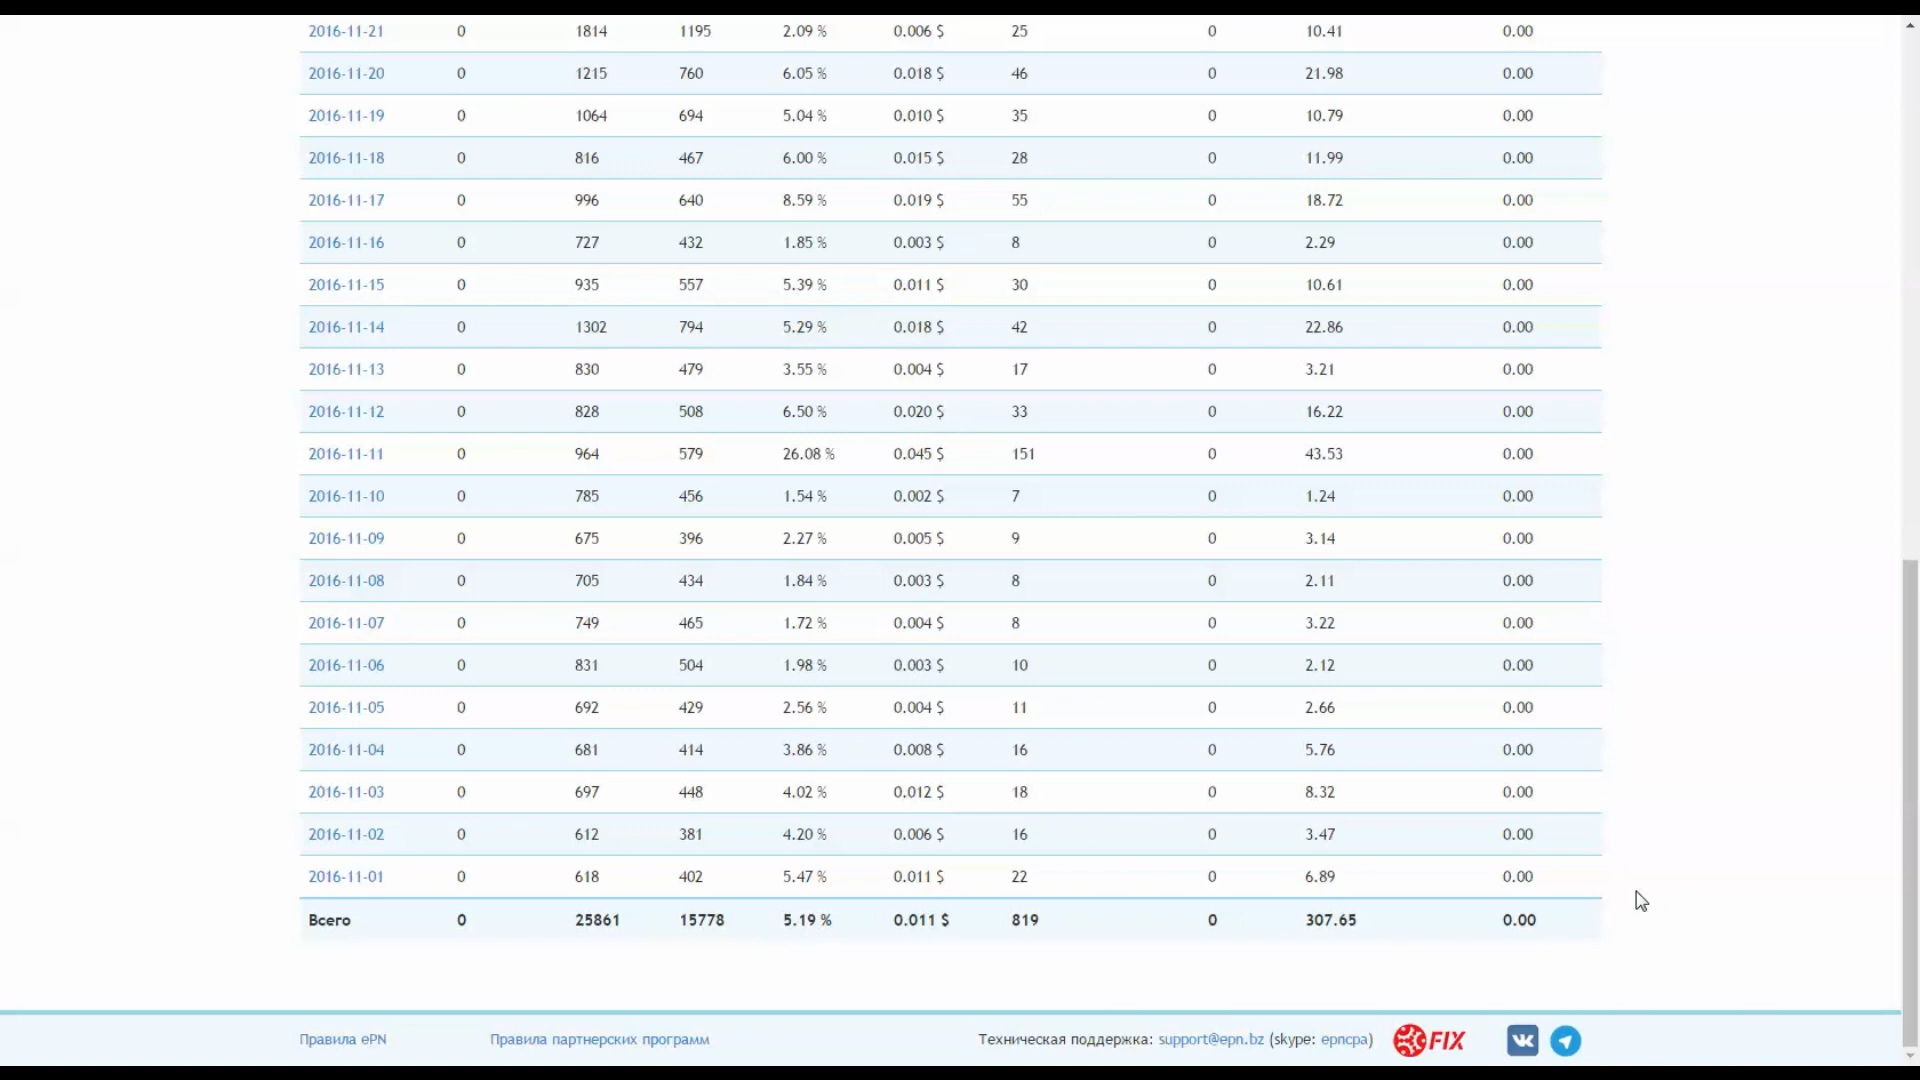 2016-11-21 0 1814 1195 2.09 % 0.006 $ 25 0 10.41 0.00
2016-11-20 0 1215 760 6.05 % 0.018 $ 46 0 21.98 0.00
2016-11-19 0 1064 694 5.04 % 0.010 $ 35 0 10.79 0.00
2016-11-18 0 816 467 6.00 % 0.015 $ 28 0 11.99 0.00
2016-11-17 0 996 640 8.59 % 0.019 $ 55 0 18.72 0.00
2016-11-16 0 727 432 1.85 % 0.003 $ 8 0 2.29 0.00
2016-11-15 0 935 557 5.39 % 0.011 $ 30 0 10.61 0.00
2016-11-14 0 1302 794 5.29 % 0.018 $ 42 0 22.86 0.00
2016-11-13 0 830 479 3.55 % 0.004 $ 17 0 3.21 0.00
2016-11-12 0 828 508 6.50 % 0.020 $ 33 0 16.22 0.00
2016-11-11 0 964 579 26.08 % 0.045 $ 151 0 43.53 0.00
2016-11-10 0 785 456 1.54 % 0.002 $ 7 0 1.24 0.00
2016-11-09 0 675 396 2.27 % 0.005 $ 9 0 3.14 0.00
2016-11-08 0 705 434 1.84 % 0.003 $ 8 0 2.11 0.00
2016-11-07 0 749 465 1.72 % 0.004 $ 8 0 3.22 0.00
2016-11-06 0 831 504 1.98 % 0.003 $ 10 0 2.12 0.00
2016-11-05 0 692 429 2.56 % 0.004 $ 11 0 2.66 0.00
2016-11-04 0 681 414 3.86 % 0.008 $ 16 0 5.76 0.00
2016-11-03 0 697 448 4.02 % 0.012 $ 18 0 8.32 0.00
2016-11-02 0 612 381 4.20 % 0.006 $ 16 0 3.47 0.00
2016-11-01 0 618 402 5.47 % 0.011 $ 22 0 6.89 0.00
Всего 0 25861 15778 5.19 % 0.011 $ 819 0 307.65 0.00
Правила ePN Правила партнерских программ Техническая поддержка: support@epn.bz (skype: epncpa) FIX